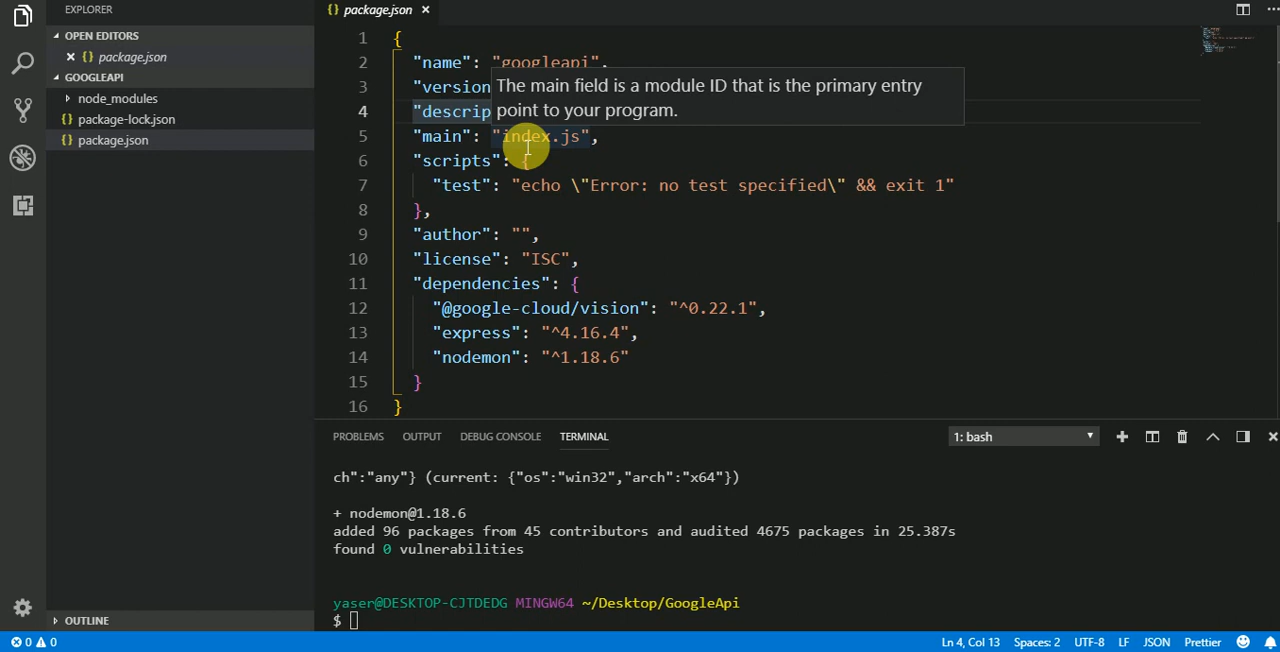 EXPLORER
OPEN EDITORS
{} package.json
GOOGLEAPI
node_modules
{} package-lock.json
{} package.json
OUTLINE
{} package.json
1 {
2 "name": "googleapi",
3 "version
4 "descrip
The main field is a module ID that is the primary entry
point to your program.
5 "main": "index.js",
6 "scripts": {
7 "test": "echo \"Error: no test specified\" && exit 1"
8 },
9 "author": "",
10 "license": "ISC",
11 "dependencies": {
12 "@google-cloud/vision": "^0.22.1",
13 "express": "^4.16.4",
14 "nodemon": "^1.18.6"
15 }
16 }
PROBLEMS OUTPUT DEBUG CONSOLE TERMINAL 1: bash
ch":"any"} (current: {"os":"win32","arch":"x64"})
+ nodemon@1.18.6
added 96 packages from 45 contributors and audited 4675 packages in 25.387s
found 0 vulnerabilities
yaser@DESKTOP-CJTDEDG MINGW64 ~/Desktop/GoogleApi
$
0 0 Ln 4, Col 13 Spaces: 2 UTF-8 LF JSON Prettier